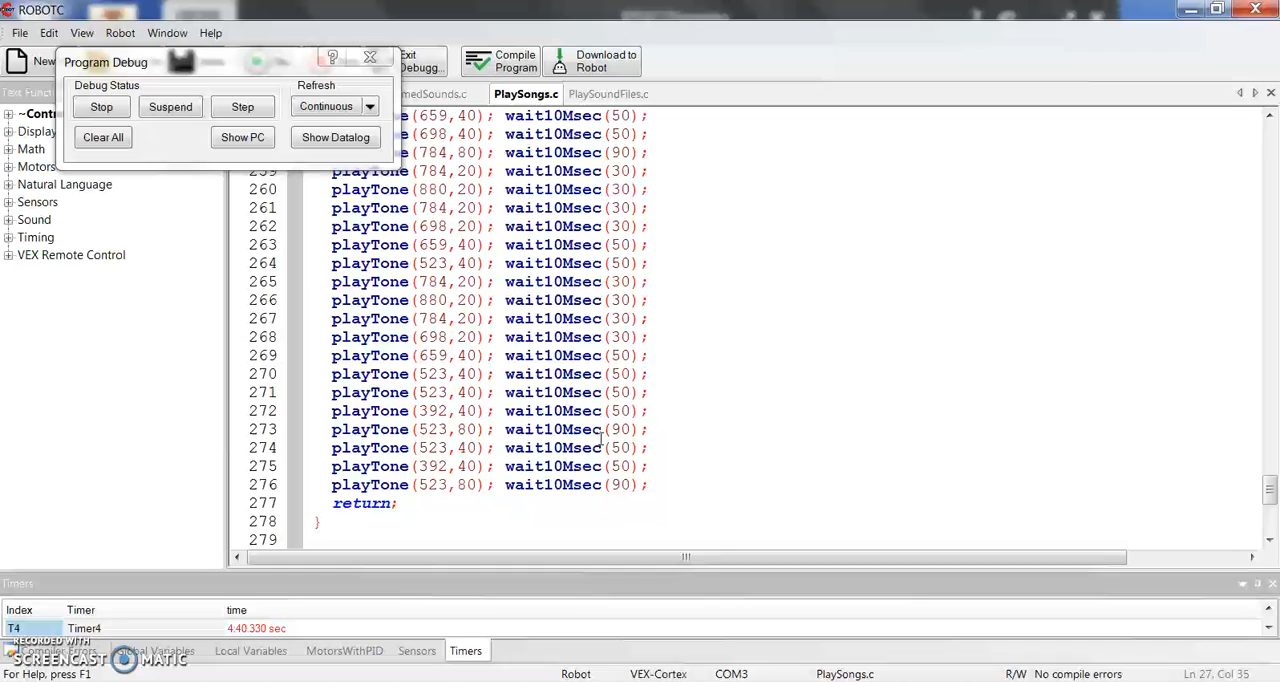 ROBOTC
File Edit View Robot Window Help
New
Exit Debugg...
Compile Program
Download to Robot
Program Debug
Debug Status
Refresh
Stop Suspend Step Continuous
Clear All Show PC Show Datalog
Text Func
medSounds.c PlaySongs.c PlaySoundFiles.c
~Contr
Display
Math
Motors
Natural Language
Sensors
Sound
Timing
VEX Remote Control
(659,40); wait10Msec(50);
(698,40); wait10Msec(50);
(784,80); wait10Msec(90);
259 playTone(784,20); wait10Msec(30);
260 playTone(880,20); wait10Msec(30);
261 playTone(784,20); wait10Msec(30);
262 playTone(698,20); wait10Msec(30);
263 playTone(659,40); wait10Msec(50);
264 playTone(523,40); wait10Msec(50);
265 playTone(784,20); wait10Msec(30);
266 playTone(880,20); wait10Msec(30);
267 playTone(784,20); wait10Msec(30);
268 playTone(698,20); wait10Msec(30);
269 playTone(659,40); wait10Msec(50);
270 playTone(523,40); wait10Msec(50);
271 playTone(523,40); wait10Msec(50);
272 playTone(392,40); wait10Msec(50);
273 playTone(523,80); wait10Msec(90);
274 playTone(523,40); wait10Msec(50);
275 playTone(392,40); wait10Msec(50);
276 playTone(523,80); wait10Msec(90);
277 return;
278 }
279
Timers
Index Timer time
T4 Timer4 4:40.330 sec
Compiler Errors Global Variables Local Variables MotorsWithPID Sensors Timers
RECORDED WITH
SCREENCAST MATIC
For Help, press F1 Robot VEX-Cortex COM3 PlaySongs.c R/W No compile errors Ln 27, Col 35